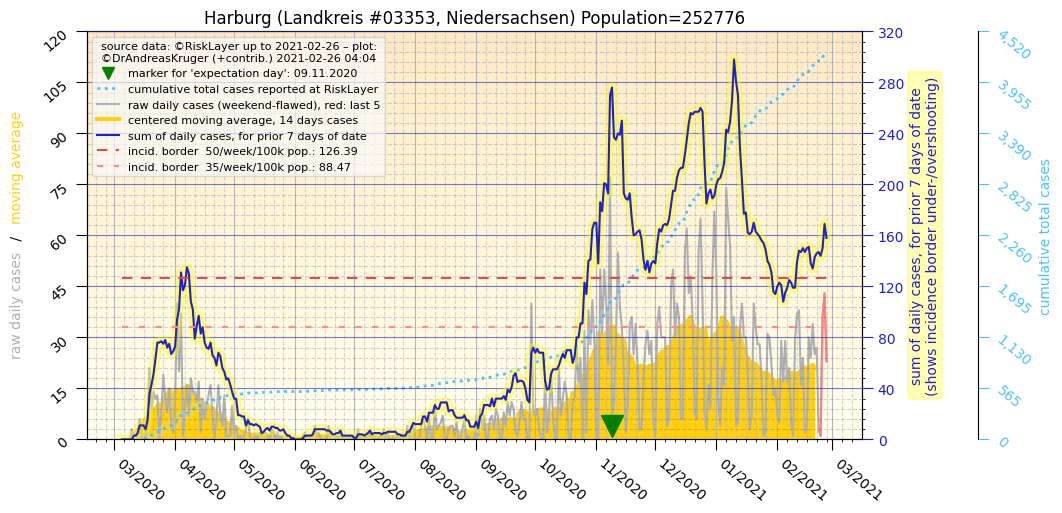 Harburg (Landkreis #03353, Niedersachsen) Population=252776
source data: ©RiskLayer up to 2021-02-26 – plot:
©DrAndreasKruger (+contrib.) 2021-02-26 04:04
marker for 'expectation day': 09.11.2020
cumulative total cases reported at RiskLayer
raw daily cases (weekend-flawed), red: last 5
centered moving average, 14 days cases
sum of daily cases, for prior 7 days of date
incid. border  50/week/100k pop.: 126.39
incid. border  35/week/100k pop.: 88.47
raw daily cases  /  moving average
120
105
90
75
60
45
30
15
0
03/2020
04/2020
05/2020
06/2020
07/2020
08/2020
09/2020
10/2020
11/2020
12/2020
01/2021
02/2021
03/2021
320
280
240
200
160
120
80
40
0
sum of daily cases, for prior 7 days of date
(shows incidence border under-/overshooting)
4,520
3,955
3,390
2,825
2,260
1,695
1,130
565
0
cumulative total cases